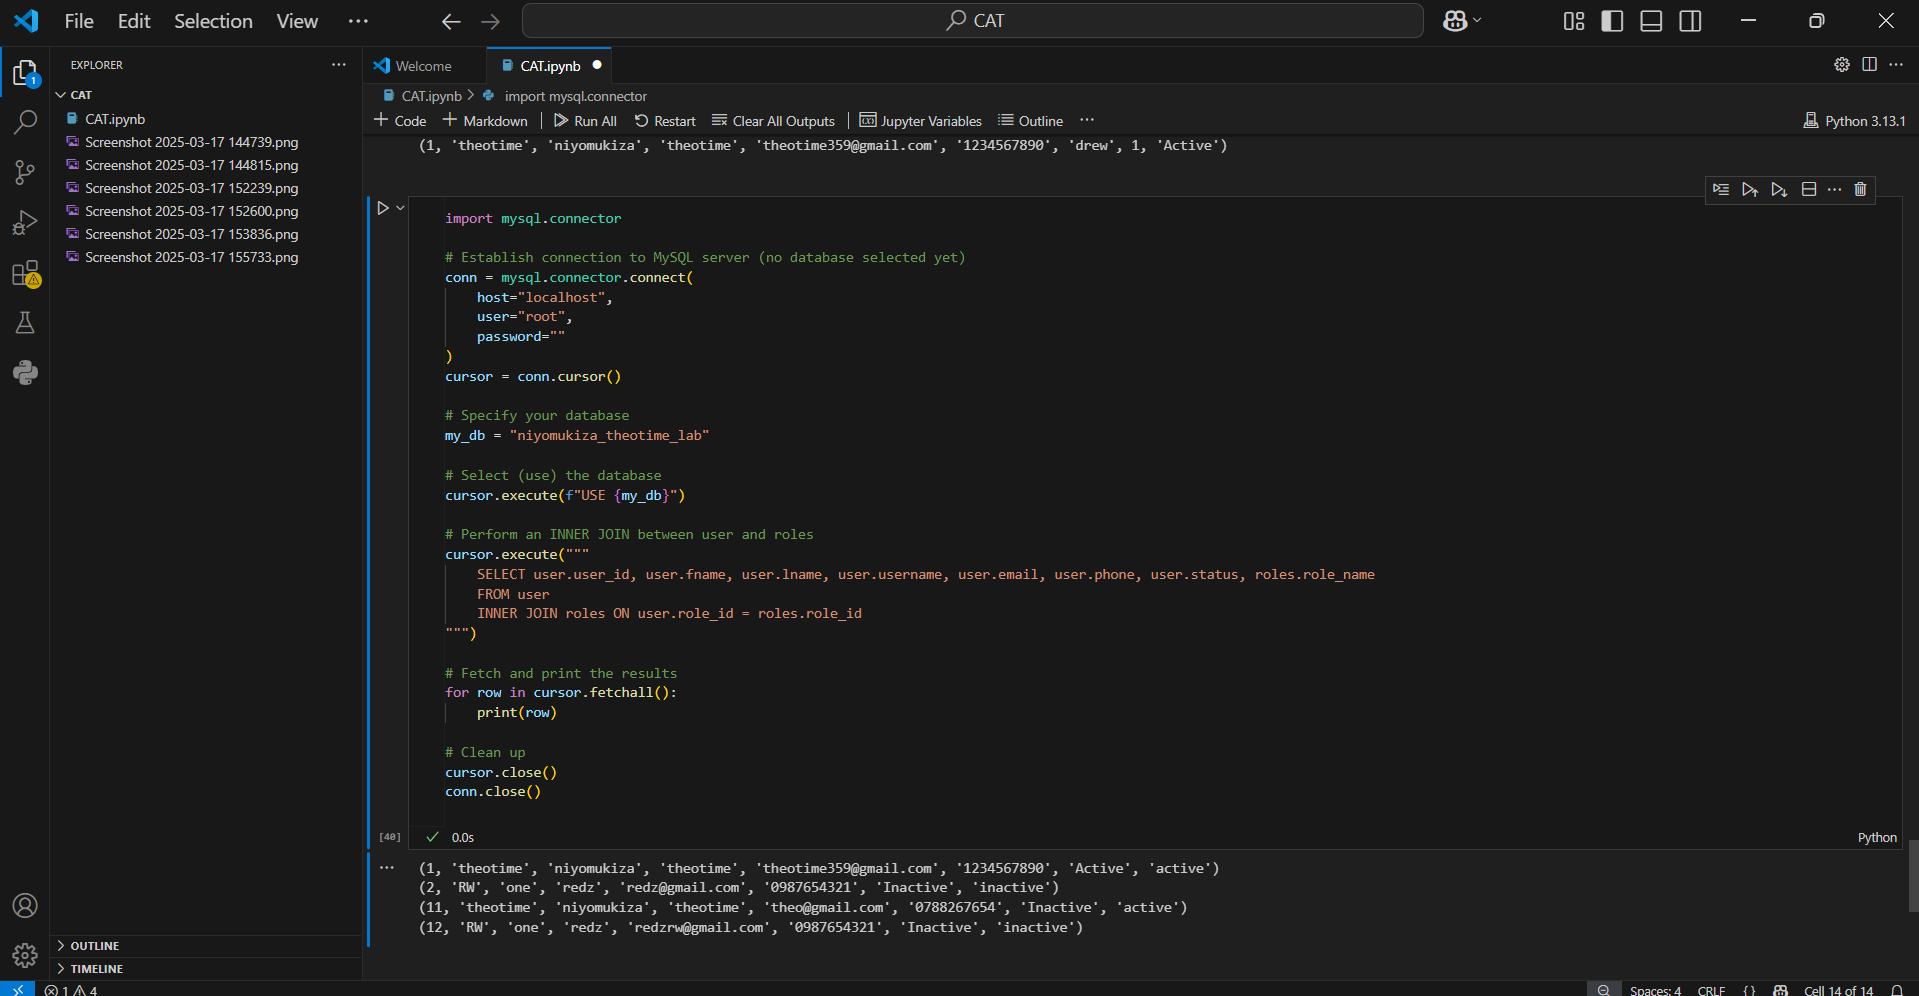 File Edit Selection View ···
CAT
EXPLORER ···
CAT
CAT.ipynb
Screenshot 2025-03-17 144739.png
Screenshot 2025-03-17 144815.png
Screenshot 2025-03-17 152239.png
Screenshot 2025-03-17 152600.png
Screenshot 2025-03-17 153836.png
Screenshot 2025-03-17 155733.png
OUTLINE
TIMELINE
1
Welcome
CAT.ipynb
CAT.ipynb > import mysql.connector
Code Markdown Run All Restart Clear All Outputs Jupyter Variables Outline ···
Python 3.13.1
(1, 'theotime', 'niyomukiza', 'theotime', 'theotime359@gmail.com', '1234567890', 'drew', 1, 'Active')
import mysql.connector
# Establish connection to MySQL server (no database selected yet)
conn = mysql.connector.connect(
host="localhost",
user="root",
password=""
)
cursor = conn.cursor()
# Specify your database
my_db = "niyomukiza_theotime_lab"
# Select (use) the database
cursor.execute(f"USE {my_db}")
# Perform an INNER JOIN between user and roles
cursor.execute("""
SELECT user.user_id, user.fname, user.lname, user.username, user.email, user.phone, user.status, roles.role_name
FROM user
INNER JOIN roles ON user.role_id = roles.role_id
""")
# Fetch and print the results
for row in cursor.fetchall():
print(row)
# Clean up
cursor.close()
conn.close()
[40] 0.0s
Python
(1, 'theotime', 'niyomukiza', 'theotime', 'theotime359@gmail.com', '1234567890', 'Active', 'active')
(2, 'RW', 'one', 'redz', 'redz@gmail.com', '0987654321', 'Inactive', 'inactive')
(11, 'theotime', 'niyomukiza', 'theotime', 'theo@gmail.com', '0788267654', 'Inactive', 'active')
(12, 'RW', 'one', 'redz', 'redzrw@gmail.com', '0987654321', 'Inactive', 'inactive')
1 4
Spaces: 4 CRLF {} Cell 14 of 14